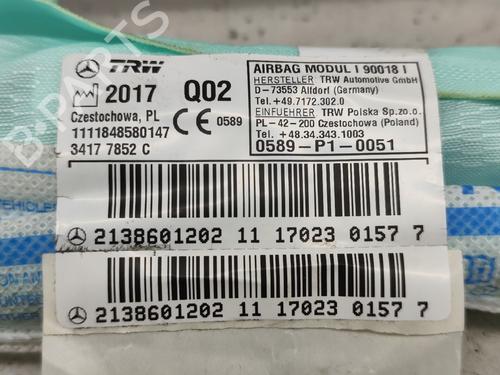 TRW
2017 Q02
Czestochowa, PL
CE 0589
1111848580147
3417 7852 C
AIRBAG MODUL I 90018 I
HERSTELLER TRW Automotive GmbH
D-73553 Alldorf (Germany)
Tel.+49.7172.302.0
EINFUEHRER TRW Polska Sp.zo.o.
PL-42-200 Czestochowa (Poland)
Tel.+48.34.343.1003
0589-P1-0051
2138601202 11 17023 0157 7
2138601202 11 17023 0157 7